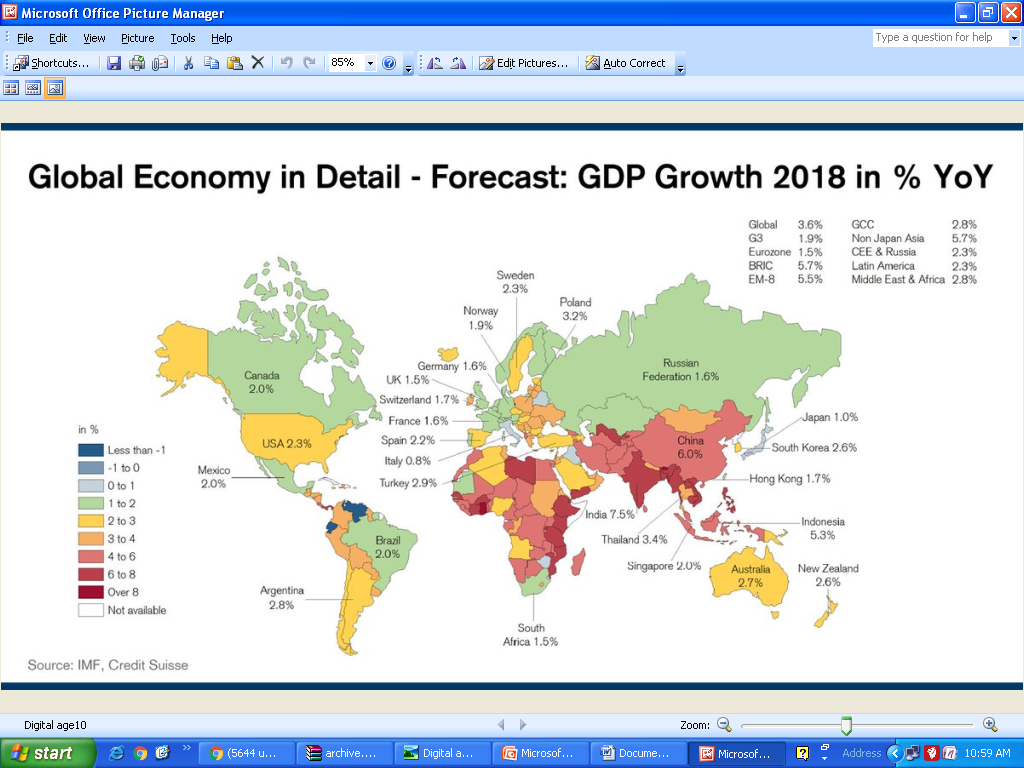 Microsoft Office Picture Manager
File Edit View Picture Tools Help
Type a question for help
Shortcuts...
85%
Edit Pictures...
Auto Correct
Global Economy in Detail - Forecast: GDP Growth 2018 in % YoY
Global 3.6% GCC 2.8%
G3 1.9% Non Japan Asia 5.7%
Eurozone 1.5% CEE & Russia 2.3%
BRIC 5.7% Latin America 2.3%
EM-8 5.5% Middle East & Africa 2.8%
Sweden
2.3%
Poland
3.2%
Norway
1.9%
Germany 1.6%
UK 1.5%
Switzerland 1.7%
France 1.6%
Spain 2.2%
Italy 0.8%
Turkey 2.9%
Canada
2.0%
USA 2.3%
Mexico
2.0%
Brazil
2.0%
Argentina
2.8%
Russian
Federation 1.6%
China
6.0%
Japan 1.0%
South Korea 2.6%
Hong Kong 1.7%
India 7.5%
Thailand 3.4%
Singapore 2.0%
Indonesia
5.3%
Australia
2.7%
New Zealand
2.6%
South
Africa 1.5%
in %
Less than -1
-1 to 0
0 to 1
1 to 2
2 to 3
3 to 4
4 to 6
6 to 8
Over 8
Not available
Source: IMF, Credit Suisse
Digital age10
Zoom:
start
(5644 u...
archive....
Digital a...
Microsof...
Docume...
Microsof...
Address
10:59 AM